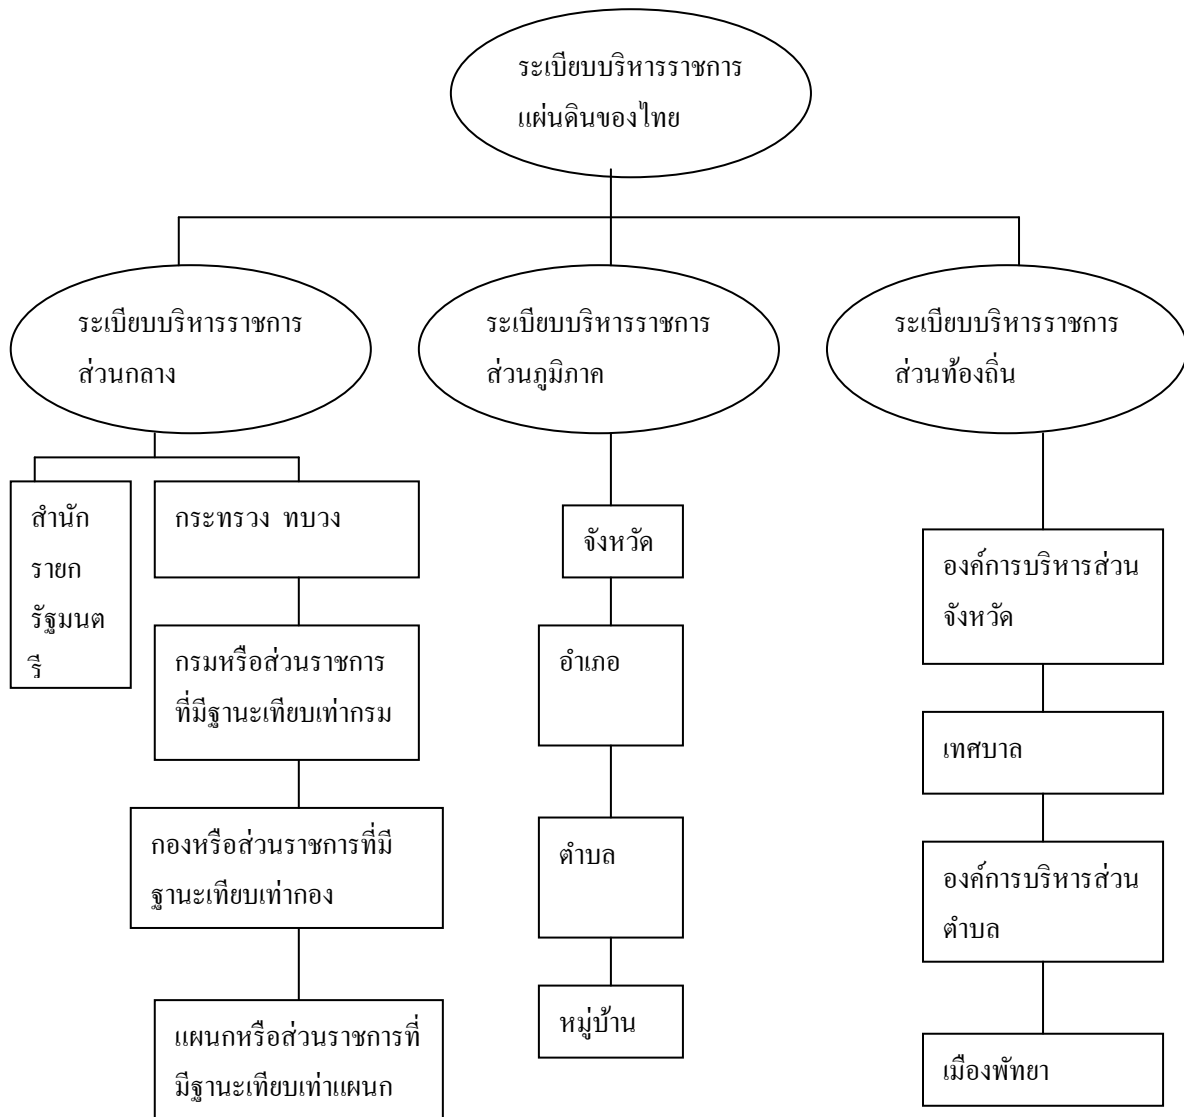 ระเบียบบริหารราชการ
แผ่นดินของไทย
ระเบียบบริหารราชการ
ส่วนกลาง
ระเบียบบริหารราชการ
ส่วนภูมิภาค
ระเบียบบริหารราชการ
ส่วนท้องถิ่น
สำนัก
รายก
รัฐมนต
รี
กระทรวง ทบวง
กรมหรือส่วนราชการ
ที่มีฐานะเทียบเท่ากรม
กองหรือส่วนราชการที่มี
ฐานะเทียบเท่ากอง
แผนกหรือส่วนราชการที่
มีฐานะเทียบเท่าแผนก
จังหวัด
อำเภอ
ตำบล
หมู่บ้าน
องค์การบริหารส่วน
จังหวัด
เทศบาล
องค์การบริหารส่วน
ตำบล
เมืองพัทยา